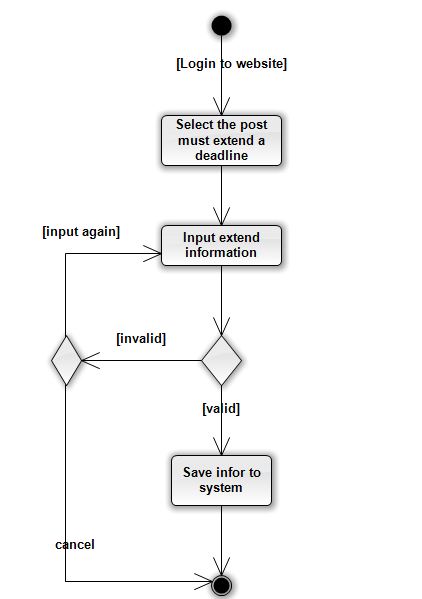 [Login to website]
Select the post
must extend a
deadline
[input again]
Input extend
information
[invalid]
[valid]
Save infor to
system
cancel